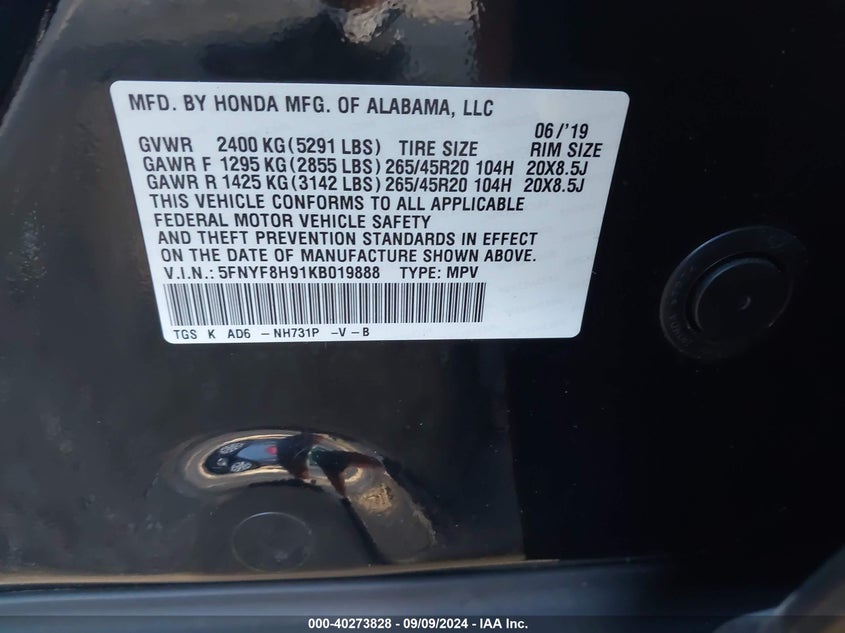 MFD. BY HONDA MFG. OF ALABAMA, LLC
06/'19
GVWR 2400 KG(5291 LBS) TIRE SIZE RIM SIZE
GAWR F 1295 KG(2855 LBS) 265/45R20 104H 20X8.5J
GAWR R 1425 KG(3142 LBS) 265/45R20 104H 20X8.5J
THIS VEHICLE CONFORMS TO ALL APPLICABLE
FEDERAL MOTOR VEHICLE SAFETY
AND THEFT PREVENTION STANDARDS IN EFFECT
ON THE DATE OF MANUFACTURE SHOWN ABOVE.
V.I.N.: 5FNYF8H91KB019888 TYPE: MPV
TGS K AD6 -NH731P -V-B
000-40273828 - 09/09/2024 - IAA Inc.